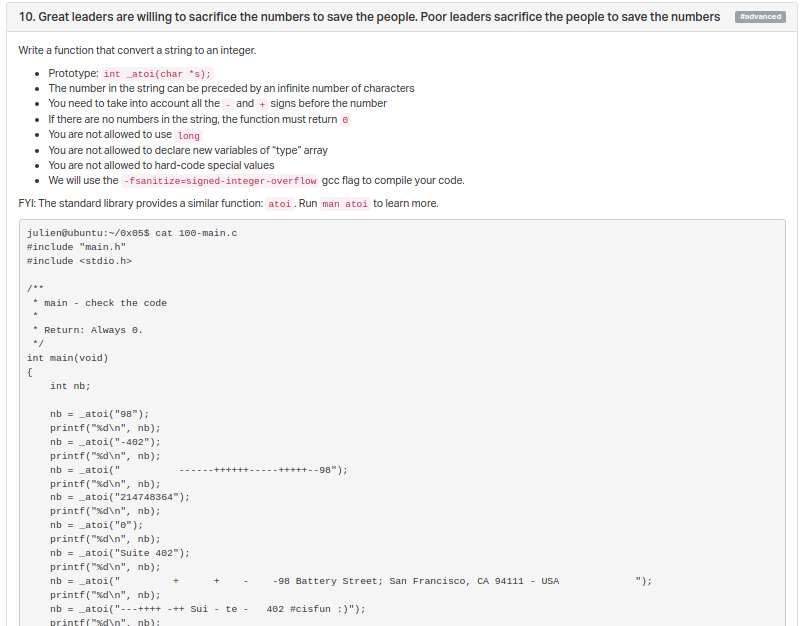 10. Great leaders are willing to sacrifice the numbers to save the people. Poor leaders sacrifice the people to save the numbers #advanced
Write a function that convert a string to an integer.
• Prototype: int _atoi(char *s);
• The number in the string can be preceded by an infinite number of characters
• You need to take into account all the - and + signs before the number
• If there are no numbers in the string, the function must return 0
• You are not allowed to use long
• You are not allowed to declare new variables of “type” array
• You are not allowed to hard-code special values
• We will use the -fsanitize=signed-integer-overflow gcc flag to compile your code.
FYI: The standard library provides a similar function: atoi. Run man atoi to learn more.
julien@ubuntu:~/0x05$ cat 100-main.c
#include "main.h"
#include <stdio.h>

/**
 * main - check the code
 *
 * Return: Always 0.
 */
int main(void)
{
    int nb;

    nb = _atoi("98");
    printf("%d\n", nb);
    nb = _atoi("-402");
    printf("%d\n", nb);
    nb = _atoi("          ------++++++-----+++++--98");
    printf("%d\n", nb);
    nb = _atoi("214748364");
    printf("%d\n", nb);
    nb = _atoi("0");
    printf("%d\n", nb);
    nb = _atoi("Suite 402");
    printf("%d\n", nb);
    nb = _atoi("         +      +    -    -98 Battery Street; San Francisco, CA 94111 - USA             ");
    printf("%d\n", nb);
    nb = _atoi("---++++ -++ Sui - te -   402 #cisfun :)");
    printf("%d\n", nb);